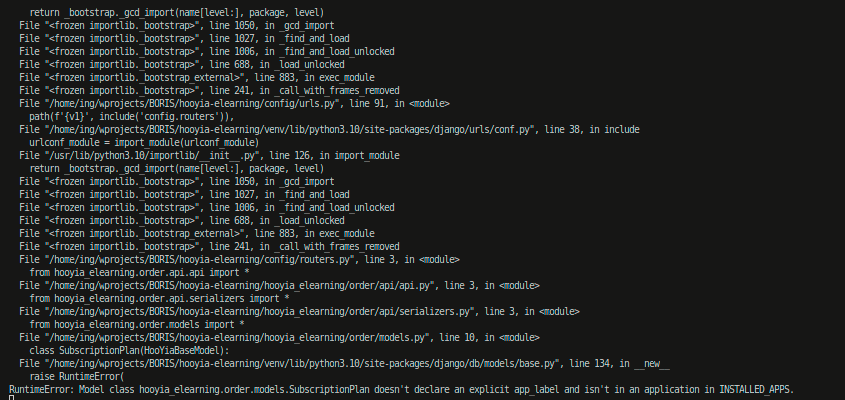 return _bootstrap._gcd_import(name[level:], package, level)
File "<frozen importlib._bootstrap>", line 1050, in _gcd_import
File "<frozen importlib._bootstrap>", line 1027, in _find_and_load
File "<frozen importlib._bootstrap>", line 1006, in _find_and_load_unlocked
File "<frozen importlib._bootstrap>", line 688, in _load_unlocked
File "<frozen importlib._bootstrap_external>", line 883, in exec_module
File "<frozen importlib._bootstrap>", line 241, in _call_with_frames_removed
File "/home/ing/wprojects/BORIS/hooyia-elearning/config/urls.py", line 91, in <module>
path(f'{v1}', include('config.routers')),
File "/home/ing/wprojects/BORIS/hooyia-elearning/venv/lib/python3.10/site-packages/django/urls/conf.py", line 38, in include
urlconf_module = import_module(urlconf_module)
File "/usr/lib/python3.10/importlib/__init__.py", line 126, in import_module
return _bootstrap._gcd_import(name[level:], package, level)
File "<frozen importlib._bootstrap>", line 1050, in _gcd_import
File "<frozen importlib._bootstrap>", line 1027, in _find_and_load
File "<frozen importlib._bootstrap>", line 1006, in _find_and_load_unlocked
File "<frozen importlib._bootstrap>", line 688, in _load_unlocked
File "<frozen importlib._bootstrap_external>", line 883, in exec_module
File "<frozen importlib._bootstrap>", line 241, in _call_with_frames_removed
File "/home/ing/wprojects/BORIS/hooyia-elearning/config/routers.py", line 3, in <module>
from hooyia_elearning.order.api.api import *
File "/home/ing/wprojects/BORIS/hooyia-elearning/hooyia_elearning/order/api/api.py", line 3, in <module>
from hooyia_elearning.order.api.serializers import *
File "/home/ing/wprojects/BORIS/hooyia-elearning/hooyia_elearning/order/api/serializers.py", line 3, in <module>
from hooyia_elearning.order.models import *
File "/home/ing/wprojects/BORIS/hooyia-elearning/hooyia_elearning/order/models.py", line 10, in <module>
class SubscriptionPlan(HooYiaBaseModel):
File "/home/ing/wprojects/BORIS/hooyia-elearning/venv/lib/python3.10/site-packages/django/db/models/base.py", line 134, in __new__
raise RuntimeError(
RuntimeError: Model class hooyia_elearning.order.models.SubscriptionPlan doesn't declare an explicit app_label and isn't in an application in INSTALLED_APPS.